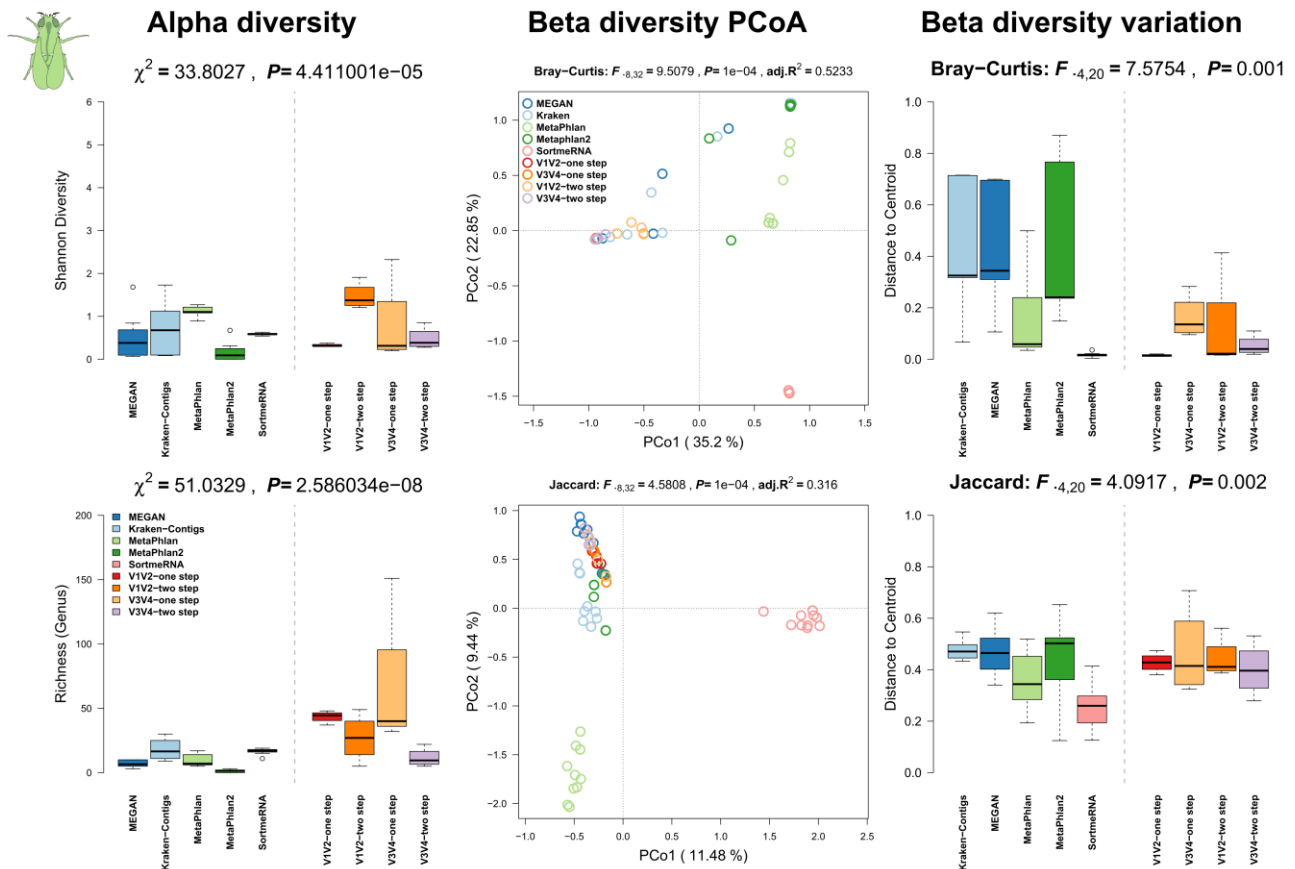 Alpha diversity
Beta diversity PCoA
Beta diversity variation
χ² = 33.8027 , P= 4.411001e−05
Bray−Curtis: F ‐8,32 = 9.5079 , P= 1e−04 , adj.R² = 0.5233
Bray−Curtis: F ‐4,20 = 7.5754 , P= 0.001
Shannon Diversity
6
5
4
3
2
1
0
MEGAN
Kraken−Contigs
MetaPhlan
MetaPhlan2
SortmeRNA
V1V2−one step
V1V2−two step
V3V4−one step
V3V4−two step
PCo2 ( 22.85 %)
1.0
0.5
0.0
−0.5
−1.0
−1.5
MEGAN
Kraken
MetaPhlan
Metaphlan2
SortmeRNA
V1V2−one step
V3V4−one step
V1V2−two step
V3V4−two step
−1.5 −1.0 −0.5 0.0 0.5 1.0 1.5
PCo1 ( 35.2 %)
Distance to Centroid
1.0
0.8
0.6
0.4
0.2
0.0
Kraken−Contigs
MEGAN
MetaPhlan
MetaPhlan2
SortmeRNA
V1V2−one step
V3V4−one step
V1V2−two step
V3V4−two step
χ² = 51.0329 , P= 2.586034e−08
Jaccard: F ‐8,32 = 4.5808 , P= 1e−04 , adj.R² = 0.316
Jaccard: F ‐4,20 = 4.0917 , P= 0.002
Richness (Genus)
200
150
100
50
0
MEGAN
Kraken−Contigs
MetaPhlan
MetaPhlan2
SortmeRNA
V1V2−one step
V1V2−two step
V3V4−one step
V3V4−two step
MEGAN
Kraken−Contigs
MetaPhlan
MetaPhlan2
SortmeRNA
V1V2−one step
V1V2−two step
V3V4−one step
V3V4−two step
PCo2 ( 9.44 %)
1.0
0.5
0.0
−0.5
−1.0
−1.5
−2.0
−1.0 −0.5 0.0 0.5 1.0 1.5 2.0 2.5
PCo1 ( 11.48 %)
Distance to Centroid
1.0
0.8
0.6
0.4
0.2
0.0
Kraken−Contigs
MEGAN
MetaPhlan
MetaPhlan2
SortmeRNA
V1V2−one step
V3V4−one step
V1V2−two step
V3V4−two step